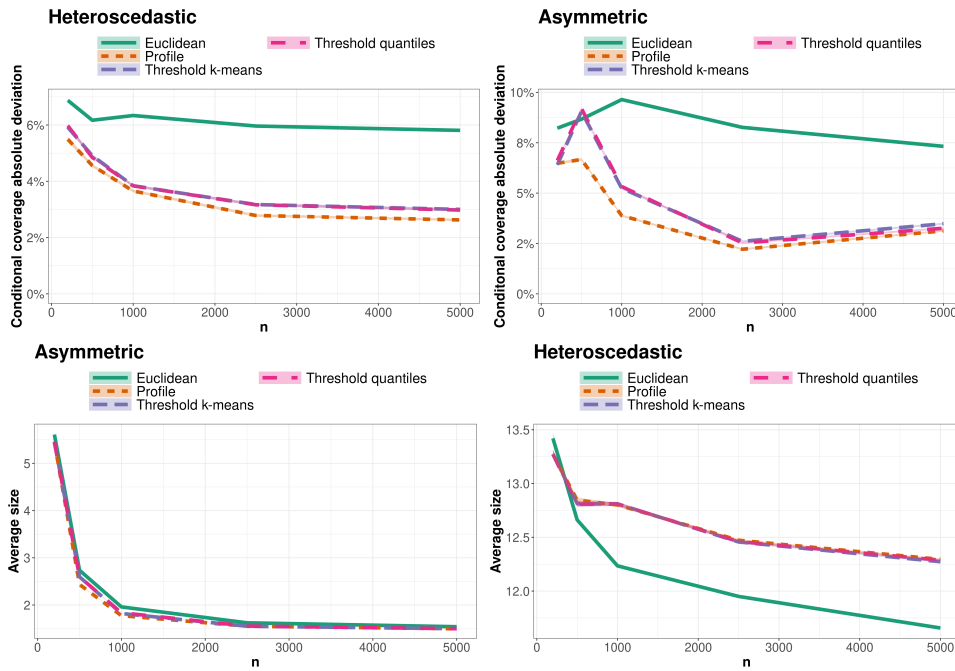 Heteroscedastic
Euclidean
Threshold quantiles
Profile
Threshold k-means
Conditonal coverage absolute deviation
6%
4%
2%
0%
0 1000 2000 3000 4000 5000
n
Asymmetric
Euclidean
Threshold quantiles
Profile
Threshold k-means
Conditonal coverage absolute deviation
10%
8%
5%
2%
0%
0 1000 2000 3000 4000 5000
n
Asymmetric
Euclidean
Threshold quantiles
Profile
Threshold k-means
Average size
5
4
3
2
0 1000 2000 3000 4000 5000
n
Heteroscedastic
Euclidean
Threshold quantiles
Profile
Threshold k-means
Average size
13.5
13.0
12.5
12.0
0 1000 2000 3000 4000 5000
n